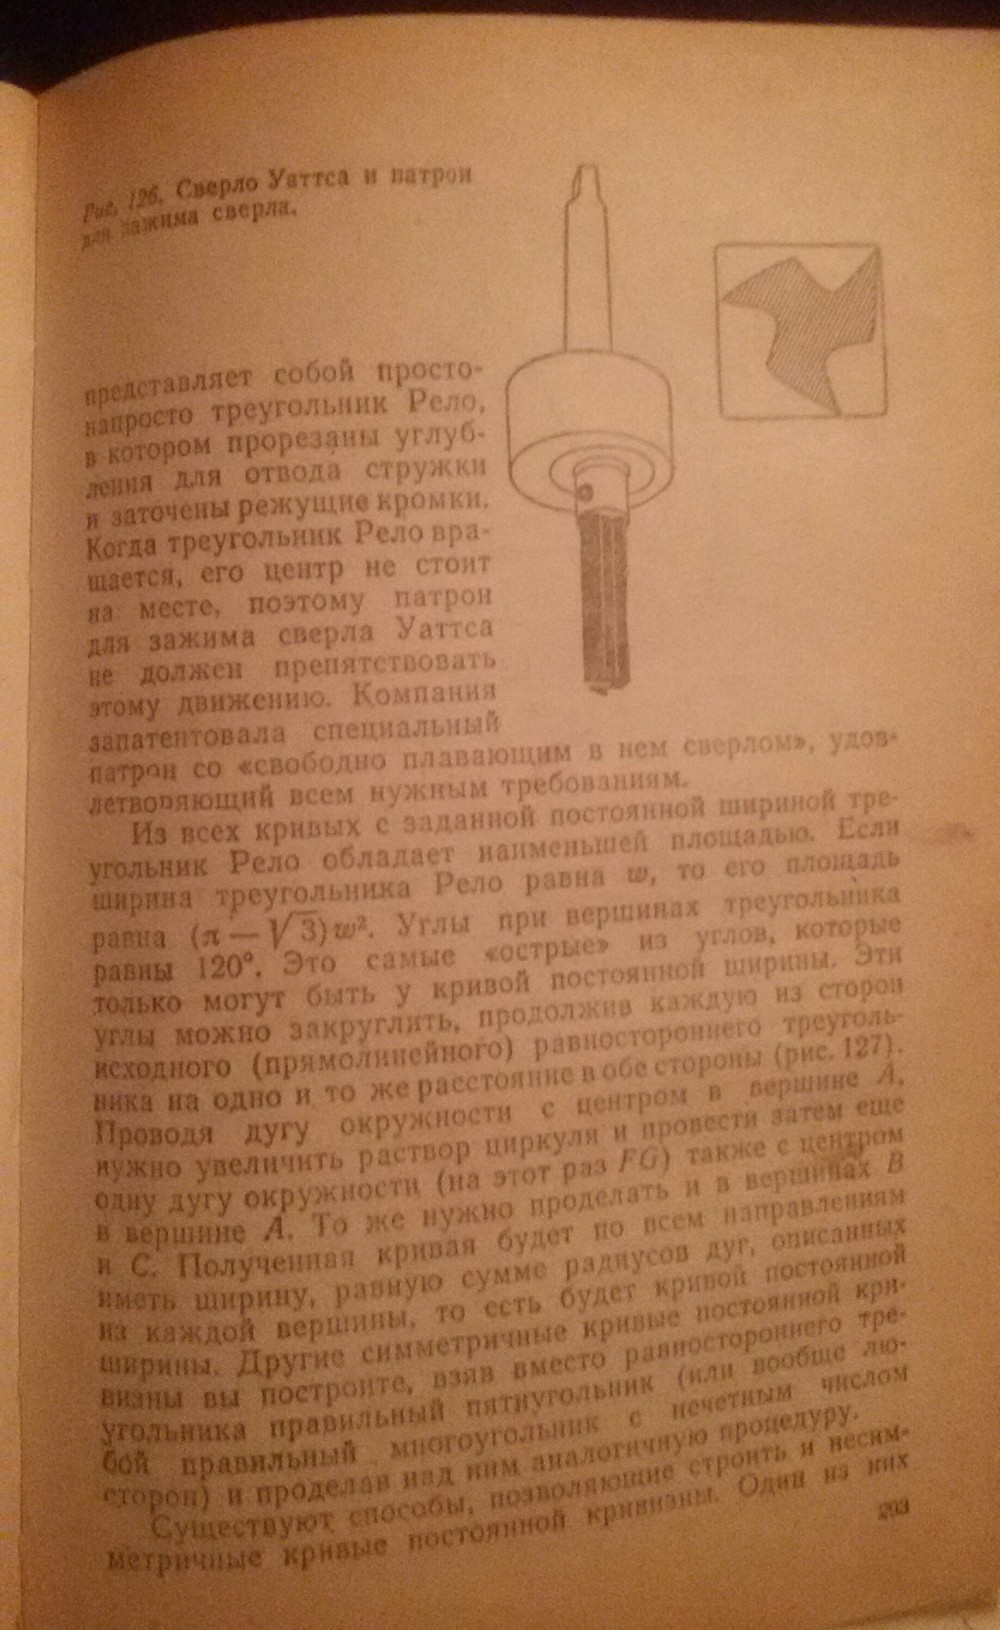 Рис. 126. Сверло Уаттса и патрон
для зажима сверла.
представляет собой просто-
напросто треугольник Рело,
в котором прорезаны углуб-
ления для отвода стружки
и заточены режущие кромки.
Когда треугольник Рело вра-
щается, его центр не стоит
на месте, поэтому патрон
для зажима сверла Уаттса
не должен препятствовать
этому движению. Компания
запатентовала специальный
патрон со «свободно плавающим в нем сверлом», удов-
летворяющий всем нужным требованиям.
Из всех кривых с заданной постоянной шириной тре-
угольник Рело обладает наименьшей площадью. Если
ширина треугольника Рело равна w, то его площадь
равна (π — √3) w². Углы при вершинах треугольника
равны 120°. Это самые «острые» из углов, которые
только могут быть у кривой постоянной ширины. Эти
углы можно закруглить, продолжив каждую из сторон
исходного (прямолинейного) равностороннего треуголь-
ника на одно и то же расстояние в обе стороны (рис. 127).
Проводя дугу окружности с центром в вершине A,
нужно увеличить раствор циркуля и провести затем еще
одну дугу окружности (на этот раз FG) также с центром
в вершине A. То же нужно проделать и в вершинах B
и C. Полученная кривая будет по всем направлениям
иметь ширину, равную сумме радиусов дуг, описанных
из каждой вершины, то есть будет кривой постоянной
ширины. Другие симметричные кривые постоянной кри-
визны вы построите, взяв вместо равностороннего тре-
угольника правильный пятиугольник (или вообще лю-
бой правильный многоугольник с нечетным числом
сторон) и проделав над ним аналогичную процедуру.
Существуют способы, позволяющие строить и несим-
метричные кривые постоянной кривизны. Один из них
293